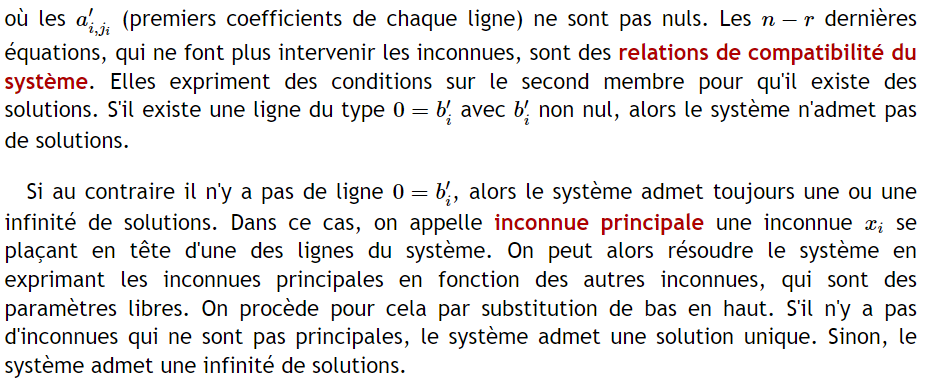 où les a′_{i,j_i} (premiers coefficients de chaque ligne) ne sont pas nuls. Les n − r dernières
équations, qui ne font plus intervenir les inconnues, sont des relations de compatibilité du
système. Elles expriment des conditions sur le second membre pour qu'il existe des
solutions. S'il existe une ligne du type 0 = b′_i avec b′_i non nul, alors le système n'admet pas
de solutions.
Si au contraire il n'y a pas de ligne 0 = b′_i, alors le système admet toujours une ou une
infinité de solutions. Dans ce cas, on appelle inconnue principale une inconnue x_i se
plaçant en tête d'une des lignes du système. On peut alors résoudre le système en
exprimant les inconnues principales en fonction des autres inconnues, qui sont des
paramètres libres. On procède pour cela par substitution de bas en haut. S'il n'y a pas
d'inconnues qui ne sont pas principales, le système admet une solution unique. Sinon, le
système admet une infinité de solutions.